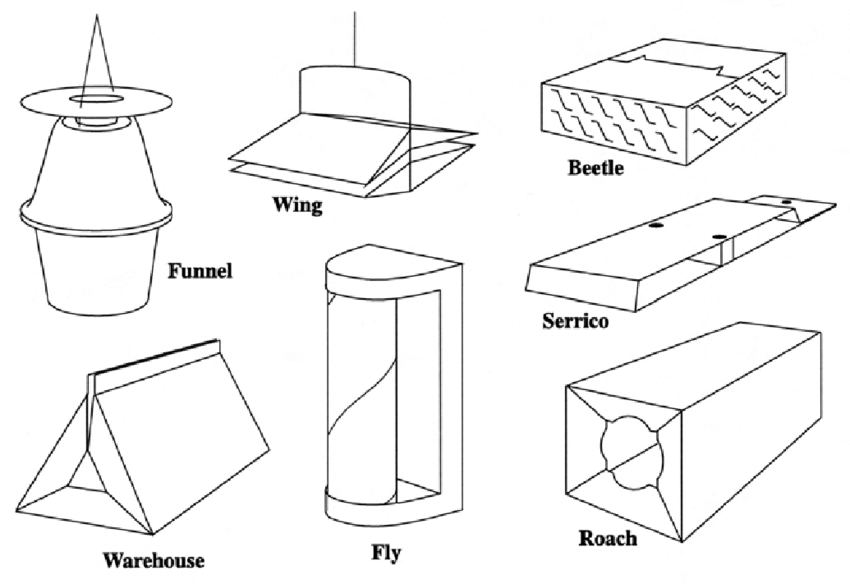 Beetle
Wing
Funnel
Serrico
Roach
Fly
Warehouse